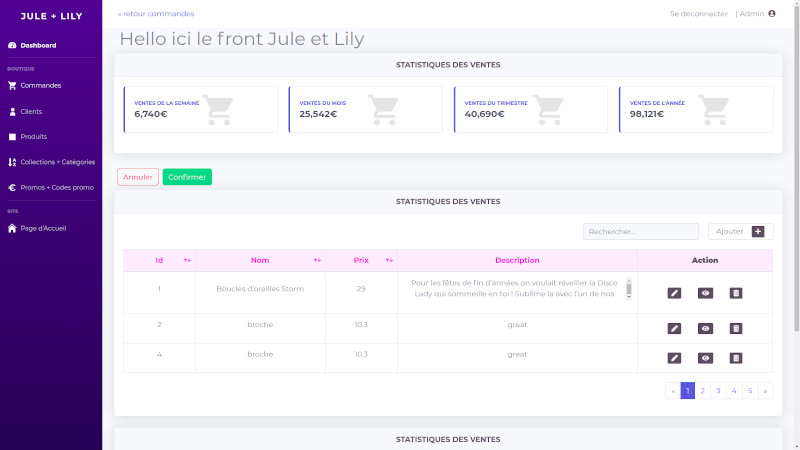 JULE + LILY
Dashboard
BOUTIQUE
Commandes
Clients
Produits
Collections + Catégories
Promos + Codes promo
SITE
Page d'Accueil
« retour commandes
Se deconnecter | Admin
Hello ici le front Jule et Lily
STATISTIQUES DES VENTES
VENTES DE LA SEMAINE
6,740€
VENTES DU MOIS
25,542€
VENTES DU TRIMESTRE
40,690€
VENTES DE L'ANNÉE
98,121€
Annuler Confirmer
STATISTIQUES DES VENTES
Rechercher... Ajouter
Id Nom Prix Description Action
1 Boucles d'oreilles Storm 29 Pour les fêtes de fin d'années on voulait réveiller la Disco
Lady qui sommeille en toi ! Sublime la avec l'un de nos
2 broche 10.3 great
4 broche 10.3 great
« 1 2 3 4 5 »
STATISTIQUES DES VENTES